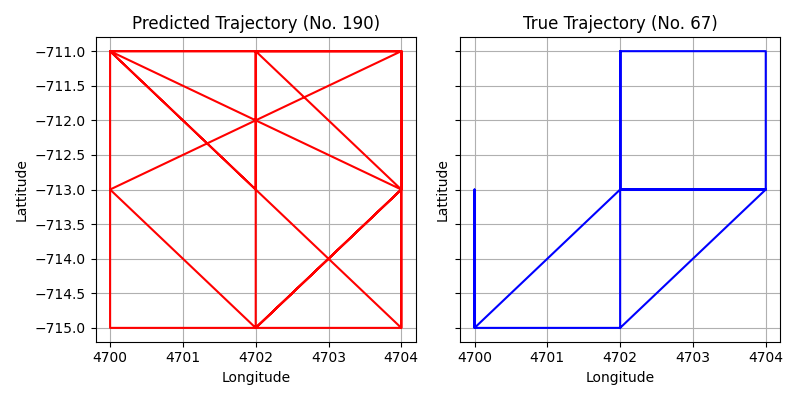 Predicted Trajectory (No. 190)
True Trajectory (No. 67)
Lattitude
−711.0
−711.5
−712.0
−712.5
−713.0
−713.5
−714.0
−714.5
−715.0
4700 4701 4702 4703 4704
Longitude
Lattitude
4700 4701 4702 4703 4704
Longitude